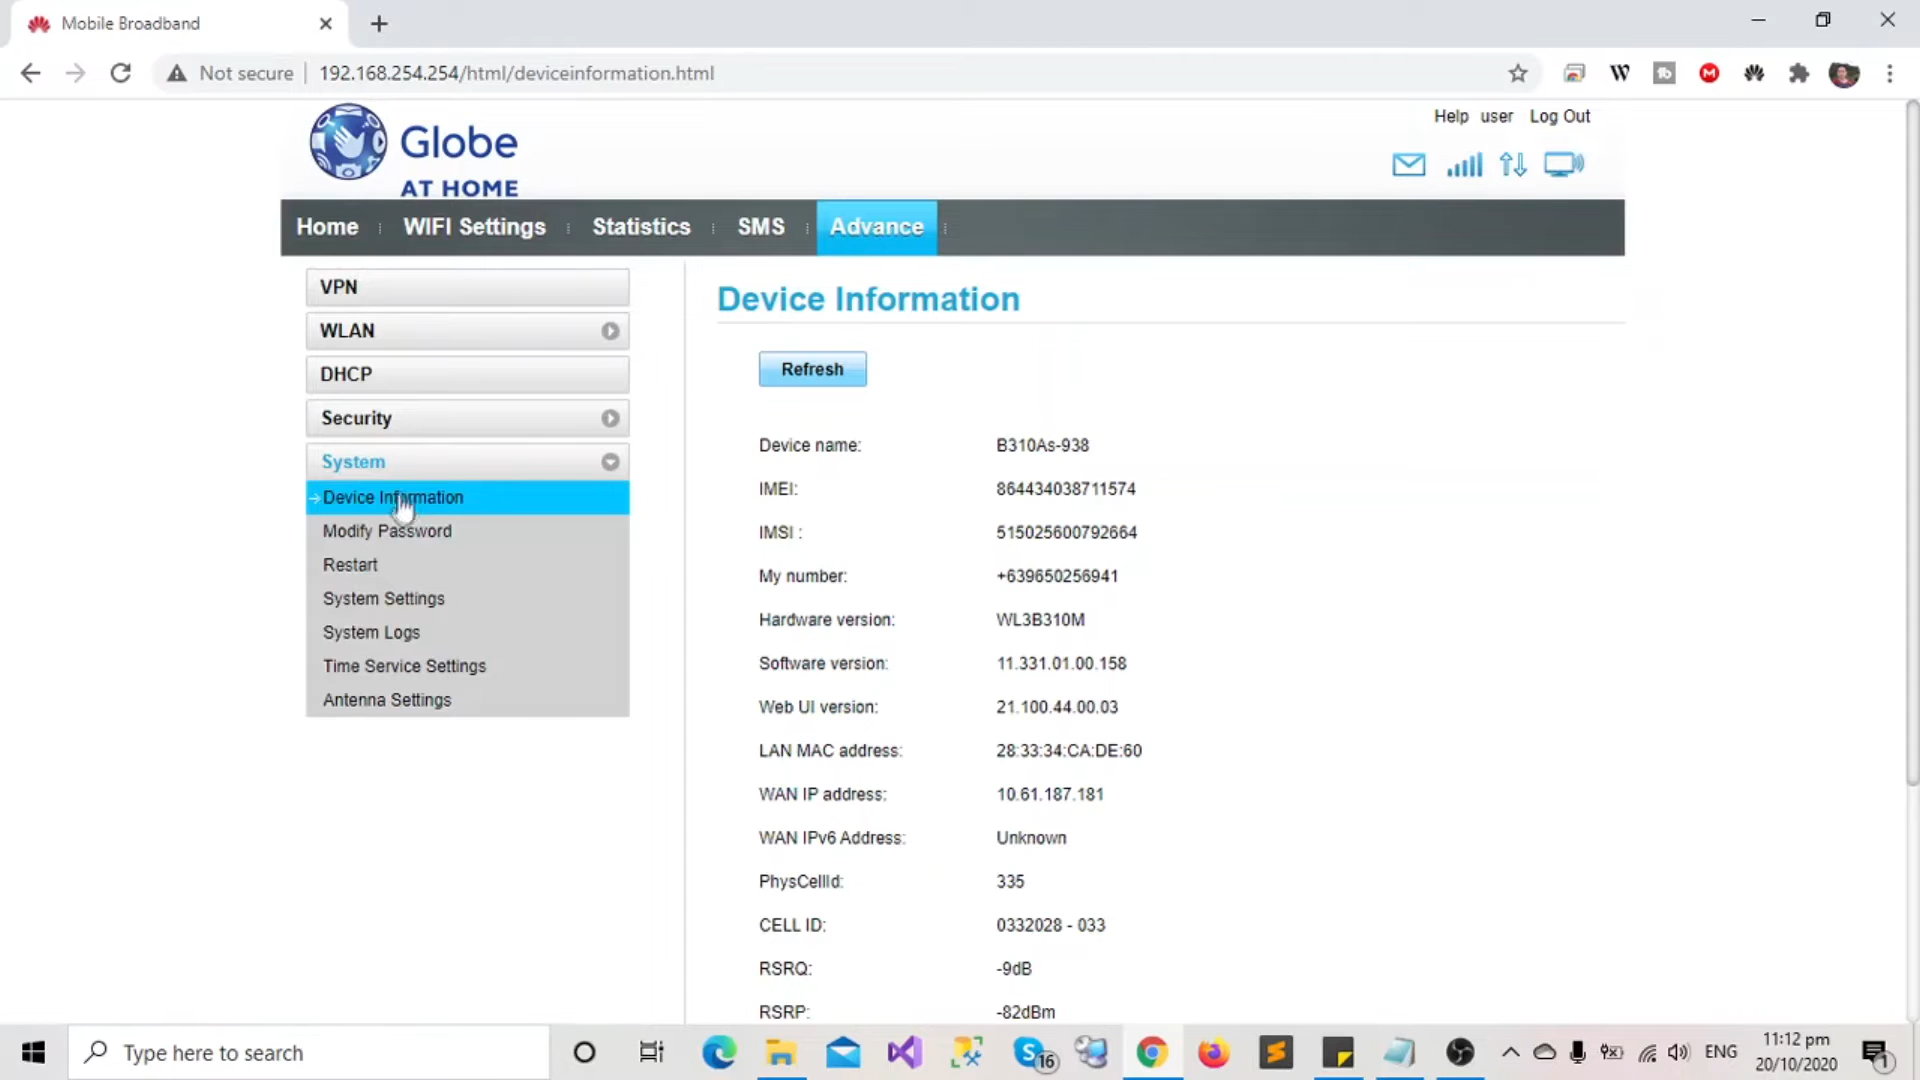 Mobile Broadband
Not secure 192.168.254.254/html/deviceinformation.html
Globe
AT HOME
Help user Log Out
Home WIFI Settings Statistics SMS Advance
VPN
WLAN
DHCP
Security
System
Device Information
Modify Password
Restart
System Settings
System Logs
Time Service Settings
Antenna Settings
Device Information
Refresh
Device name: B310As-938
IMEI: 864434038711574
IMSI : 515025600792664
My number: +639650256941
Hardware version: WL3B310M
Software version: 11.331.01.00.158
Web UI version: 21.100.44.00.03
LAN MAC address: 28:33:34:CA:DE:60
WAN IP address: 10.61.187.181
WAN IPv6 Address: Unknown
PhysCellId: 335
CELL ID: 0332028 - 033
RSRQ: -9dB
RSRP: -82dBm
Type here to search
16
ENG
11:12 pm
20/10/2020
1